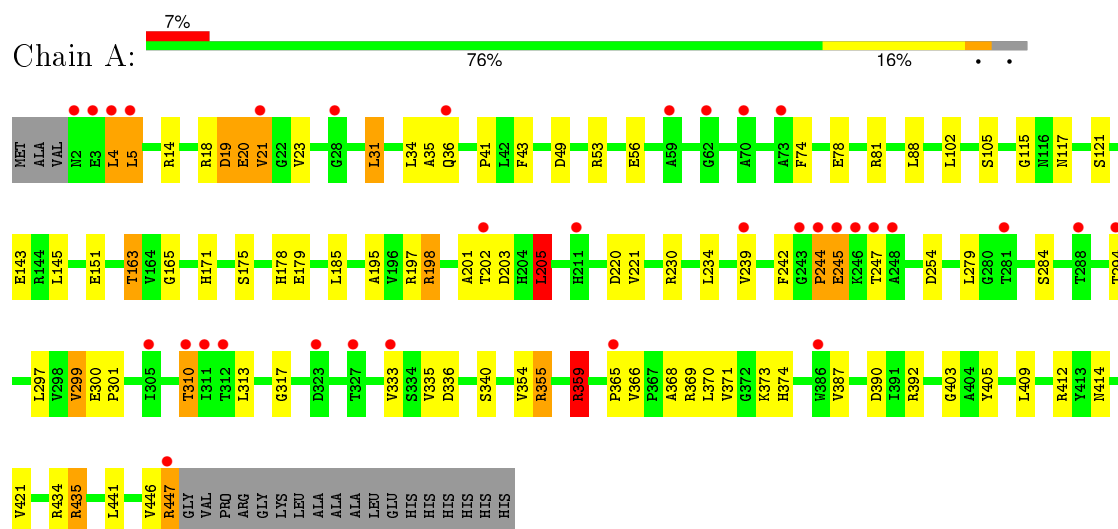 7%
Chain A:
76% 16% • •
MET ALA VAL N2 E3 L4 L5 R14 R18 D19 E20 V21 G22 V23 G28 L31 L34 A35 Q36 P41 L42 F43 D49 R53 E56 A59 G62 A70 A73 F74 E78 R81 L88 L102 S105 G115 N116 N117 S121
E143 R144 L145 E151 T163 V164 G165 H171 S175 H178 E179 L185 A195 V196 R197 R198 A201 T202 D203 H204 L205 H211 D220 V221 R230 L234 V239 F242 G243 P244 E245 K246 T247 A248 D254 L279 G280 T281 S284 T288 T294
L297 V298 V299 E300 P301 I305 T310 I311 T312 L313 G317 D323 T327 V333 S334 V335 D336 S340 V354 R355 R359 P365 V366 P367 A368 R369 L370 V371 G372 K373 H374 W386 V387 D390 I391 R392 G403 A404 Y405 L409 R412 Y413 N414
V421 R434 R435 L441 V446 R447 GLY VAL PRO ARG GLY LYS LEU ALA ALA ALA LEU GLU HIS HIS HIS HIS HIS HIS